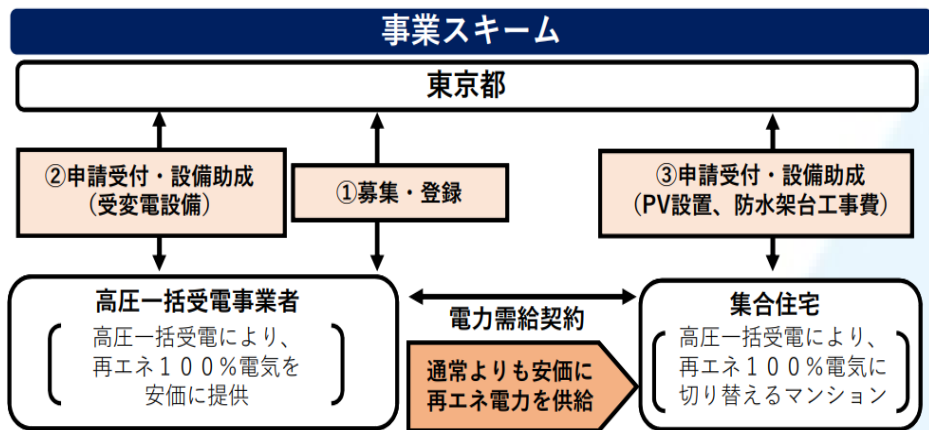 事業スキーム
東京都
②申請受付・設備助成
(受変電設備)
①募集・登録
③申請受付・設備助成
(PV設置、防水架台工事費)
高圧一括受電事業者
高圧一括受電により、
再エネ１００％電気を
安価に提供
電力需給契約
通常よりも安価に
再エネ電力を供給
集合住宅
高圧一括受電により、
再エネ１００％電気に
切り替えるマンション